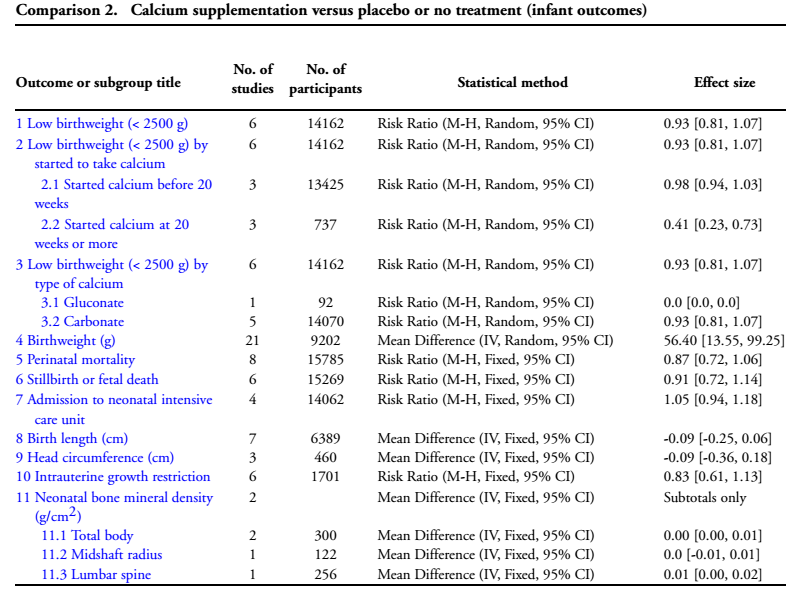 Comparison 2. Calcium supplementation versus placebo or no treatment (infant outcomes)
Outcome or subgroup title No. of studies No. of participants Statistical method Effect size
1 Low birthweight (< 2500 g) 6 14162 Risk Ratio (M-H, Random, 95% CI) 0.93 [0.81, 1.07]
2 Low birthweight (< 2500 g) by 6 14162 Risk Ratio (M-H, Random, 95% CI) 0.93 [0.81, 1.07]
started to take calcium
2.1 Started calcium before 20 3 13425 Risk Ratio (M-H, Random, 95% CI) 0.98 [0.94, 1.03]
weeks
2.2 Started calcium at 20 3 737 Risk Ratio (M-H, Random, 95% CI) 0.41 [0.23, 0.73]
weeks or more
3 Low birthweight (< 2500 g) by 6 14162 Risk Ratio (M-H, Random, 95% CI) 0.93 [0.81, 1.07]
type of calcium
3.1 Gluconate 1 92 Risk Ratio (M-H, Random, 95% CI) 0.0 [0.0, 0.0]
3.2 Carbonate 5 14070 Risk Ratio (M-H, Random, 95% CI) 0.93 [0.81, 1.07]
4 Birthweight (g) 21 9202 Mean Difference (IV, Random, 95% CI) 56.40 [13.55, 99.25]
5 Perinatal mortality 8 15785 Risk Ratio (M-H, Fixed, 95% CI) 0.87 [0.72, 1.06]
6 Stillbirth or fetal death 6 15269 Risk Ratio (M-H, Fixed, 95% CI) 0.91 [0.72, 1.14]
7 Admission to neonatal intensive 4 14062 Risk Ratio (M-H, Fixed, 95% CI) 1.05 [0.94, 1.18]
care unit
8 Birth length (cm) 7 6389 Mean Difference (IV, Fixed, 95% CI) -0.09 [-0.25, 0.06]
9 Head circumference (cm) 3 460 Mean Difference (IV, Fixed, 95% CI) -0.09 [-0.36, 0.18]
10 Intrauterine growth restriction 6 1701 Risk Ratio (M-H, Fixed, 95% CI) 0.83 [0.61, 1.13]
11 Neonatal bone mineral density 2 Mean Difference (IV, Fixed, 95% CI) Subtotals only
(g/cm2)
11.1 Total body 2 300 Mean Difference (IV, Fixed, 95% CI) 0.00 [0.00, 0.01]
11.2 Midshaft radius 1 122 Mean Difference (IV, Fixed, 95% CI) 0.0 [-0.01, 0.01]
11.3 Lumbar spine 1 256 Mean Difference (IV, Fixed, 95% CI) 0.01 [0.00, 0.02]